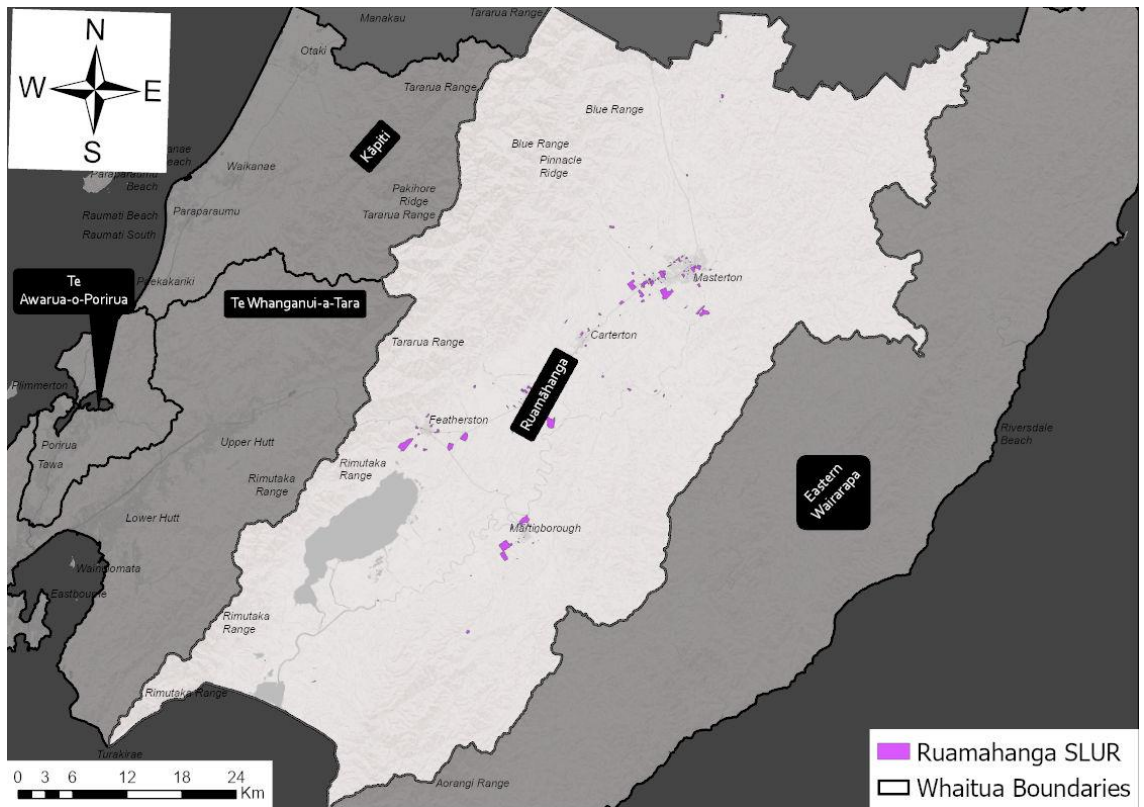 Manakau
Tararua Range
N
W
E
S
Otaki
Tararua Range
Blue Range
Kāpiti
Blue Range
Pinnacle
Ridge
Waikanae
Paraparaumu
Beach
Pakihore
Ridge
Tararua Range
Raumati Beach
Paraparaumu
Raumati South
Te
Awarua-o-Porirua
Te Whanganui-a-Tara
Masterton
Tararua Range
Carterton
Ruamāhanga
Plimmerton
Featherston
Porirua
Tawa
Upper Hutt
Rimutaka
Range
Rimutaka
Range
Riversdale
Beach
Eastern
Wairarapa
Lower Hutt
Martinborough
Wainuiomata
Eastbourne
Rimutaka
Range
Rimutaka Range
Turakirae
Aorangi Range
0 3 6 12 18 24
Km
Ruamahanga SLUR
Whaitua Boundaries